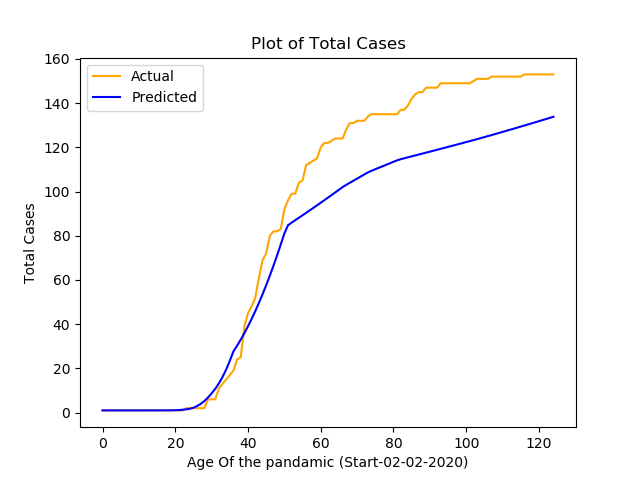 Plot of Total Cases
Actual
Predicted
Total Cases
160
140
120
100
80
60
40
20
0
0 20 40 60 80 100 120
Age Of the pandamic (Start-02-02-2020)